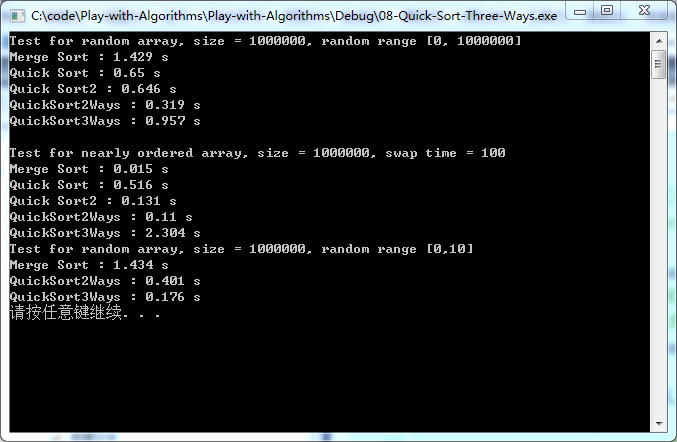 C:\code\Play-with-Algorithms\Play-with-Algorithms\Debug\08-Quick-Sort-Three-Ways.exe
Test for random array, size = 1000000, random range [0, 1000000]
Merge Sort : 1.429 s
Quick Sort : 0.65 s
Quick Sort2 : 0.646 s
QuickSort2Ways : 0.319 s
QuickSort3Ways : 0.957 s
Test for nearly ordered array, size = 1000000, swap time = 100
Merge Sort : 0.015 s
Quick Sort : 0.516 s
Quick Sort2 : 0.131 s
QuickSort2Ways : 0.11 s
QuickSort3Ways : 2.304 s
Test for random array, size = 1000000, random range [0,10]
Merge Sort : 1.434 s
QuickSort2Ways : 0.401 s
QuickSort3Ways : 0.176 s
请按任意键继续. . .